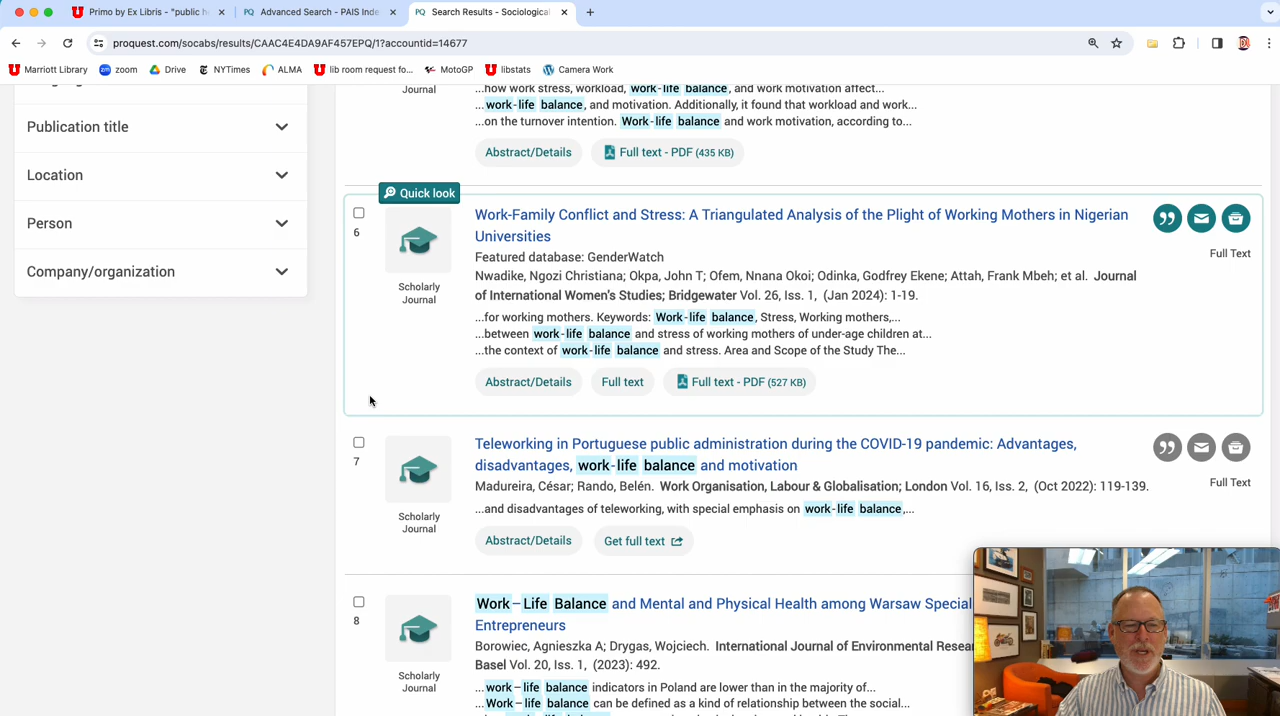 Primo by Ex Libris - "public h
Advanced Search - PAIS Inde
Search Results - Sociological
proquest.com/socabs/results/CAAC4E4DA9AF457EPQ/1?accountid=14677
Marriott Library
zoom
Drive
NYTimes
ALMA
lib room request fo...
MotoGP
libstats
Camera Work
Publication title
Location
Person
Company/organization
Journal
...how work stress, workload, work-life balance, and work motivation affect...
...work-life balance, and motivation. Additionally, it found that workload and work...
...on the turnover intention. Work-life balance and work motivation, according to...
Abstract/Details
Full text - PDF (435 KB)
Quick look
6
Scholarly
Journal
Work-Family Conflict and Stress: A Triangulated Analysis of the Plight of Working Mothers in Nigerian
Universities
Featured database: GenderWatch
Nwadike, Ngozi Christiana; Okpa, John T; Ofem, Nnana Okoi; Odinka, Godfrey Ekene; Attah, Frank Mbeh; et al. Journal
of International Women's Studies; Bridgewater Vol. 26, Iss. 1, (Jan 2024): 1-19.
...for working mothers. Keywords: Work-life balance, Stress, Working mothers,...
...between work-life balance and stress of working mothers of under-age children at...
...the context of work-life balance and stress. Area and Scope of the Study The...
Full Text
Abstract/Details
Full text
Full text - PDF (527 KB)
7
Scholarly
Journal
Teleworking in Portuguese public administration during the COVID-19 pandemic: Advantages,
disadvantages, work-life balance and motivation
Madureira, César; Rando, Belén. Work Organisation, Labour & Globalisation; London Vol. 16, Iss. 2, (Oct 2022): 119-139.
...and disadvantages of teleworking, with special emphasis on work-life balance,...
Full Text
Abstract/Details
Get full text
8
Scholarly
Journal
Work–Life Balance and Mental and Physical Health among Warsaw Special
Entrepreneurs
Borowiec, Agnieszka A; Drygas, Wojciech. International Journal of Environmental Resear
Basel Vol. 20, Iss. 1, (2023): 492.
...work–life balance indicators in Poland are lower than in the majority of...
...Work–life balance can be defined as a kind of relationship between the social...